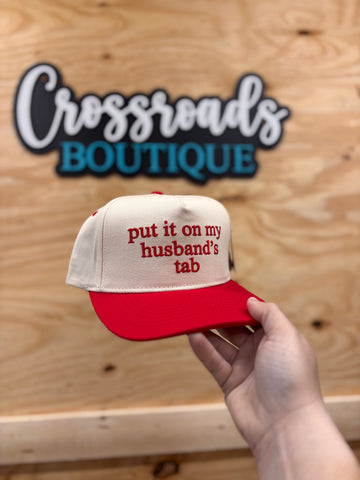 Crossroads
BOUTIQUE
put it on my
husband's
tab